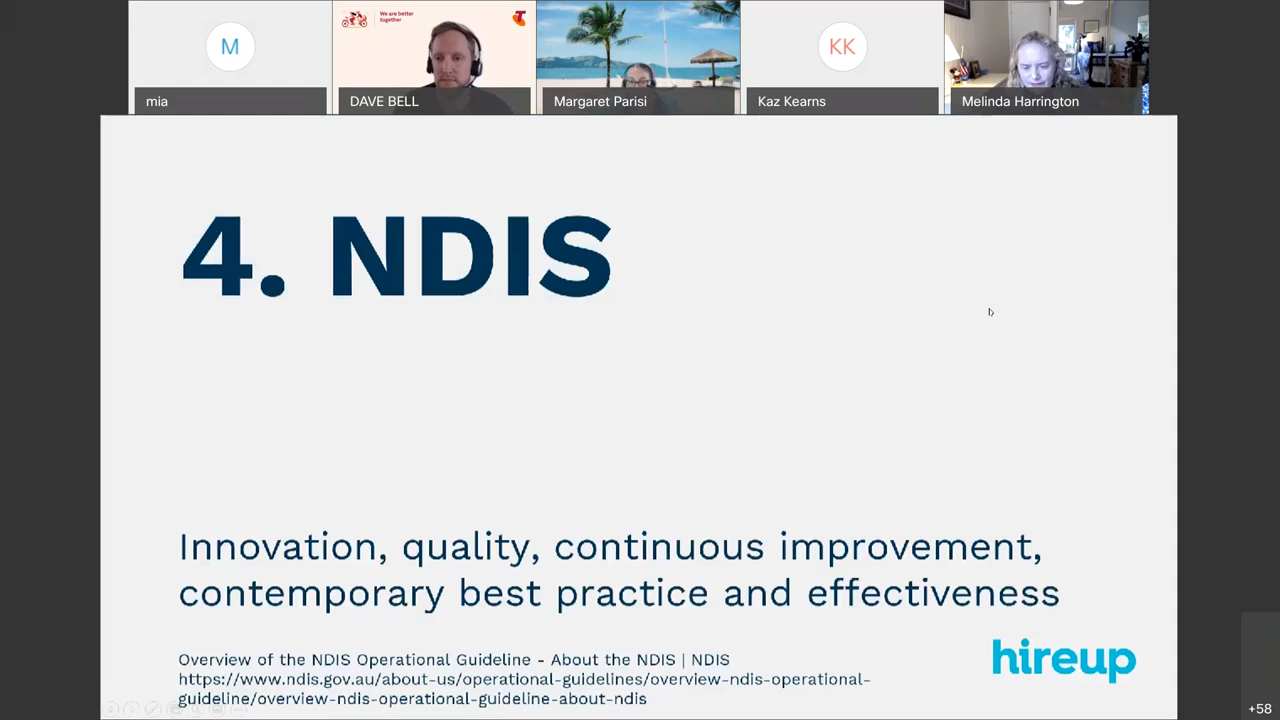 We are better
together
M
KK
mia
DAVE BELL
Margaret Parisi
Kaz Kearns
Melinda Harrington
4. NDIS
Innovation, quality, continuous improvement,
contemporary best practice and effectiveness
Overview of the NDIS Operational Guideline - About the NDIS | NDIS
https://www.ndis.gov.au/about-us/operational-guidelines/overview-ndis-operational-
guideline/overview-ndis-operational-guideline-about-ndis
hireup
+58